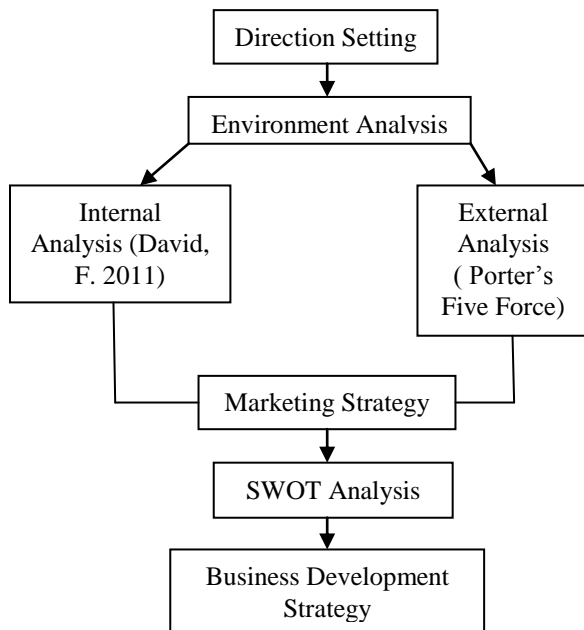 Direction Setting
Environment Analysis
Internal
Analysis (David,
F. 2011)
External
Analysis
( Porter’s
Five Force)
Marketing Strategy
SWOT Analysis
Business Development
Strategy